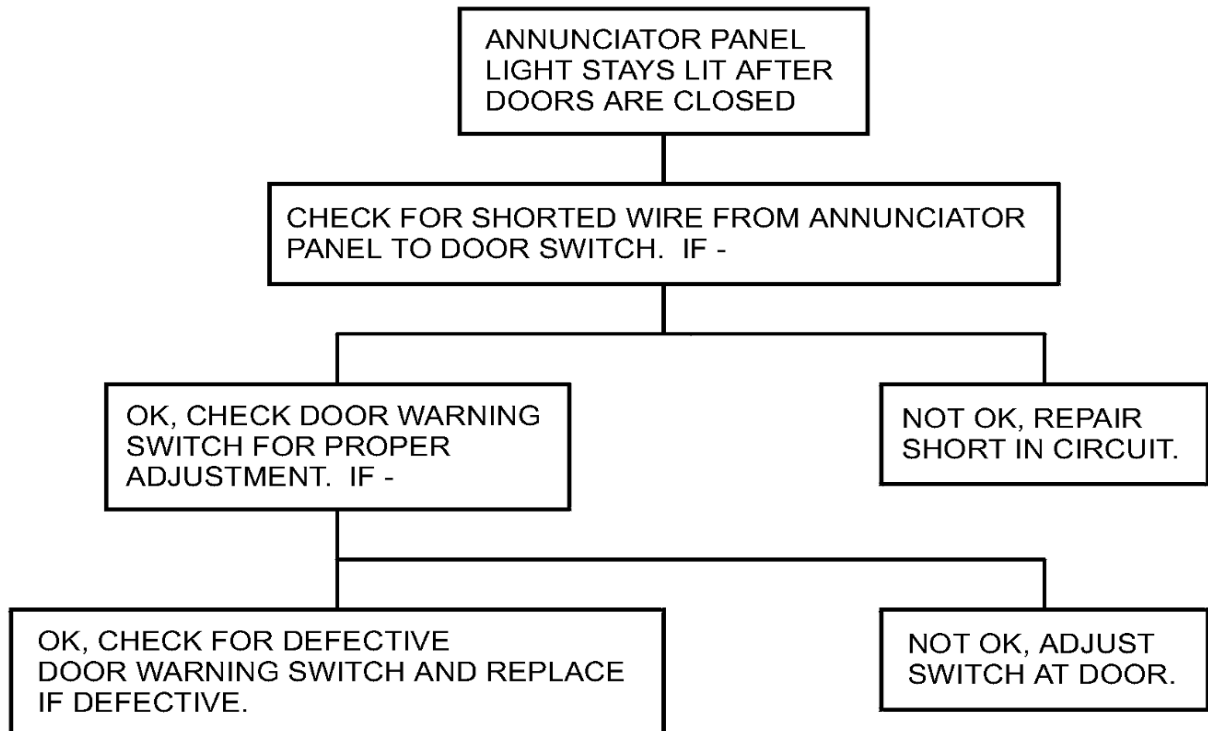 ANNUNCIATOR PANEL
LIGHT STAYS LIT AFTER
DOORS ARE CLOSED
CHECK FOR SHORTED WIRE FROM ANNUNCIATOR
PANEL TO DOOR SWITCH. IF -
OK, CHECK DOOR WARNING
SWITCH FOR PROPER
ADJUSTMENT. IF -
NOT OK, REPAIR
SHORT IN CIRCUIT.
OK, CHECK FOR DEFECTIVE
DOOR WARNING SWITCH AND REPLACE
IF DEFECTIVE.
NOT OK, ADJUST
SWITCH AT DOOR.